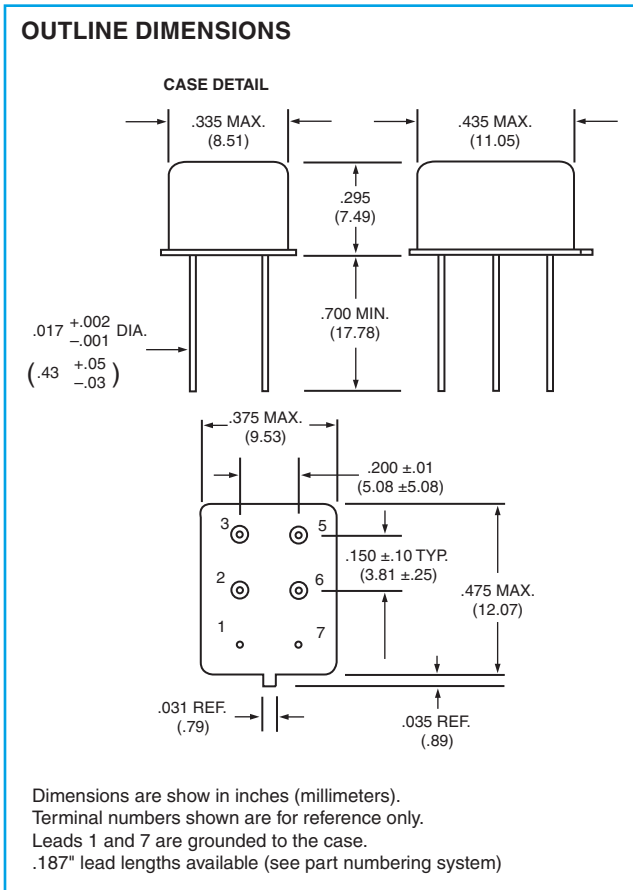 OUTLINE DIMENSIONS
CASE DETAIL
.335 MAX.
(8.51)
.435 MAX.
(11.05)
.295
(7.49)
.700 MIN.
(17.78)
.017 +.002 DIA.
–.001
(.43 +.05
–.03 )
.375 MAX.
(9.53)
.200 ±.01
(5.08 ±5.08)
3
5
.150 ±.10 TYP.
(3.81 ±.25)
2
6
.475 MAX.
(12.07)
1
7
.031 REF.
(.79)
.035 REF.
(.89)
Dimensions are show in inches (millimeters).
Terminal numbers shown are for reference only.
Leads 1 and 7 are grounded to the case.
.187" lead lengths available (see part numbering system)